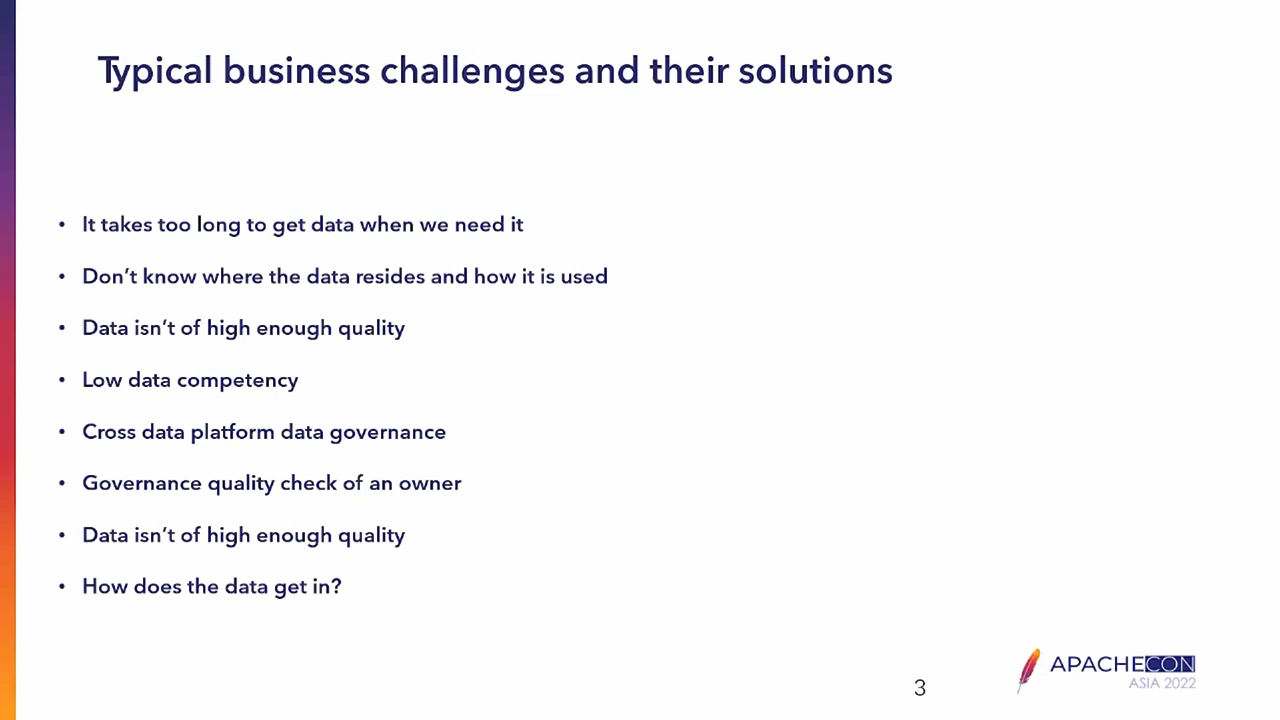 Typical business challenges and their solutions
• It takes too long to get data when we need it
• Don’t know where the data resides and how it is used
• Data isn’t of high enough quality
• Low data competency
• Cross data platform data governance
• Governance quality check of an owner
• Data isn’t of high enough quality
• How does the data get in?
3
APACHECON
ASIA 2022